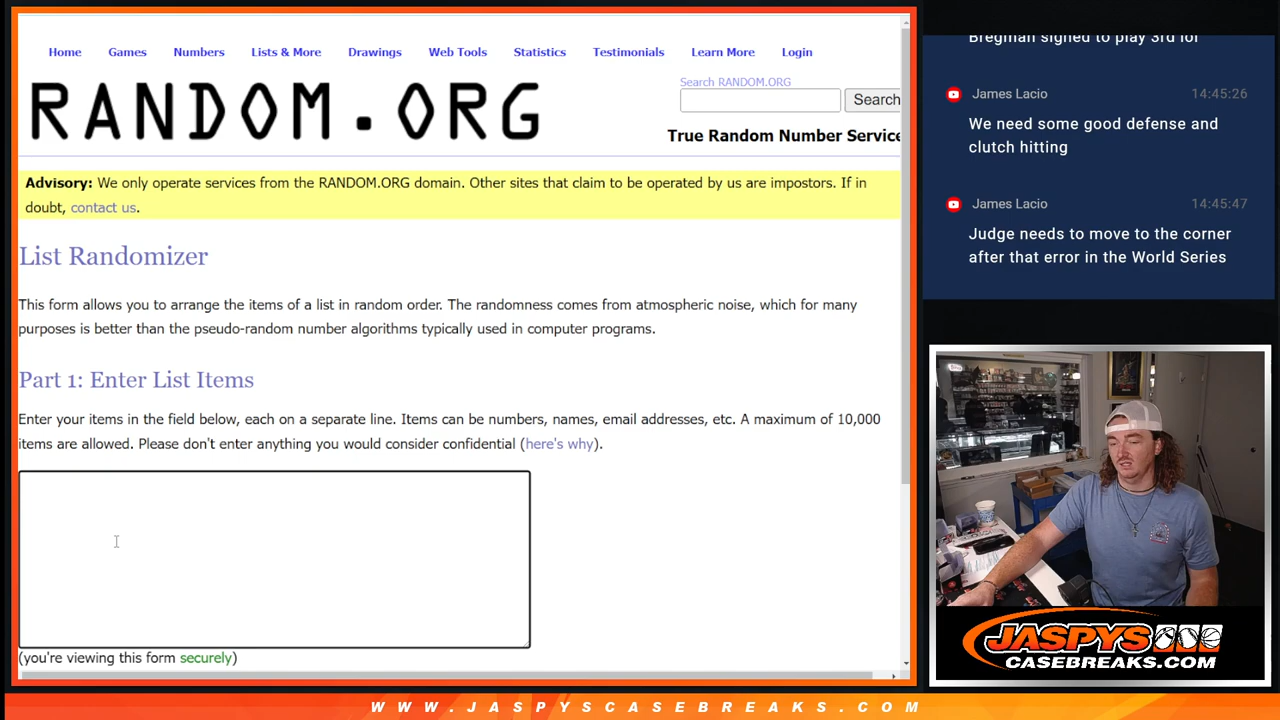 Home Games Numbers Lists & More Drawings Web Tools Statistics Testimonials Learn More Login
RANDOM.ORG
Search RANDOM.ORG
Search
True Random Number Service
Advisory: We only operate services from the RANDOM.ORG domain. Other sites that claim to be operated by us are impostors. If in
doubt, contact us.
List Randomizer
This form allows you to arrange the items of a list in random order. The randomness comes from atmospheric noise, which for many
purposes is better than the pseudo-random number algorithms typically used in computer programs.
Part 1: Enter List Items
Enter your items in the field below, each on a separate line. Items can be numbers, names, email addresses, etc. A maximum of 10,000
items are allowed. Please don't enter anything you would consider confidential (here's why).
(you're viewing this form securely)
Bregman signed to play 3rd for
James Lacio 14:45:26
We need some good defense and
clutch hitting
James Lacio 14:45:47
Judge needs to move to the corner
after that error in the World Series
JASPYS
CASEBREAKS.COM
WWW.JASPYSCASEBREAKS.COM